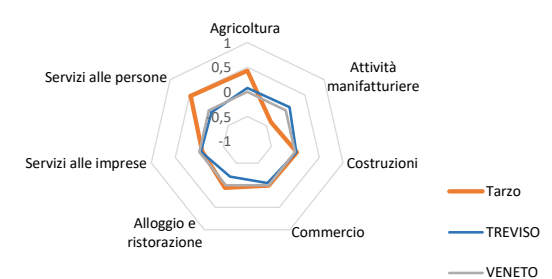 Agricoltura
1
0,5
0
-0,5
-1
Attività
manifatturiere
Costruzioni
Commercio
Alloggio e
ristorazione
Servizi alle imprese
Servizi alle persone
Tarzo
TREVISO
VENETO